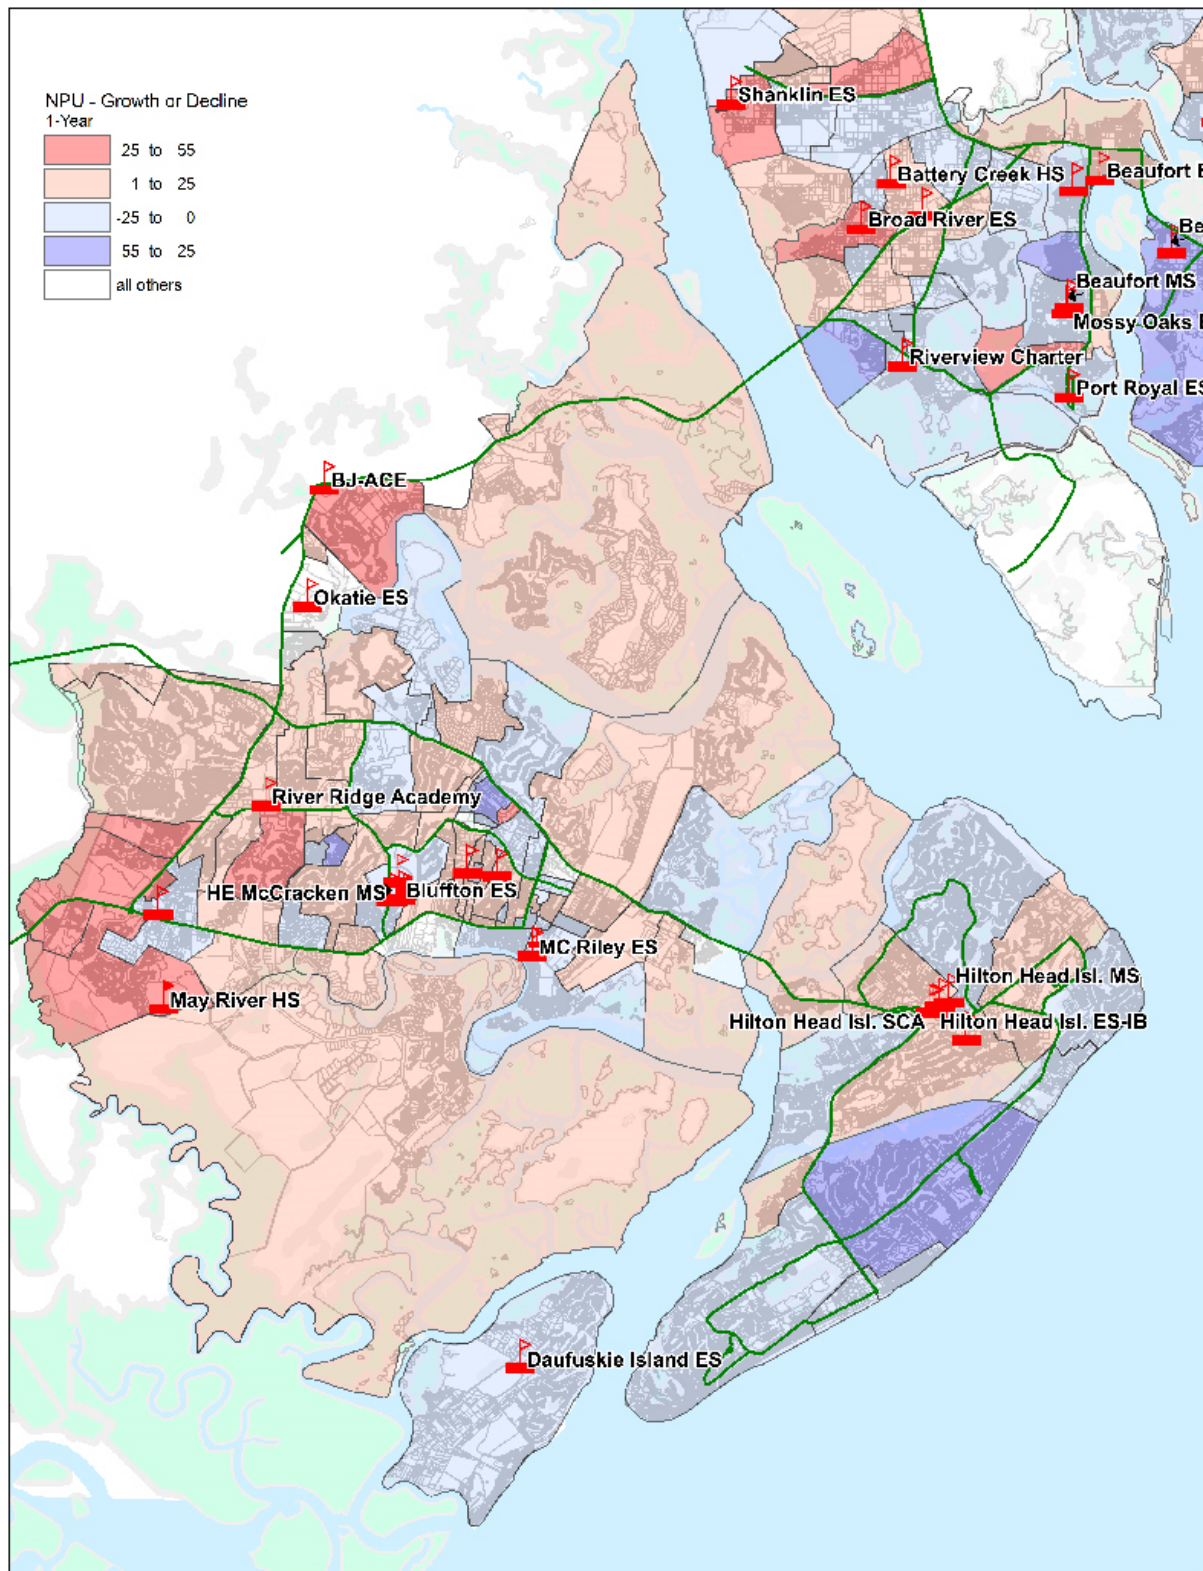 NPU - Growth or Decline
1-Year
25 to 55
1 to 25
-25 to 0
55 to 25
all others
Shanklin ES
Battery Creek HS
Beaufort E
Broad River ES
Be
Beaufort MS
Mossy Oaks E
Riverview Charter
Port Royal ES
BJ-ACE
Okatie ES
River Ridge Academy
HE McCracken MS
Bluffton ES
MC Riley ES
May River HS
Hilton Head Isl. MS
Hilton Head Isl. SCA
Hilton Head Isl. ES-IB
Daufuskie Island ES